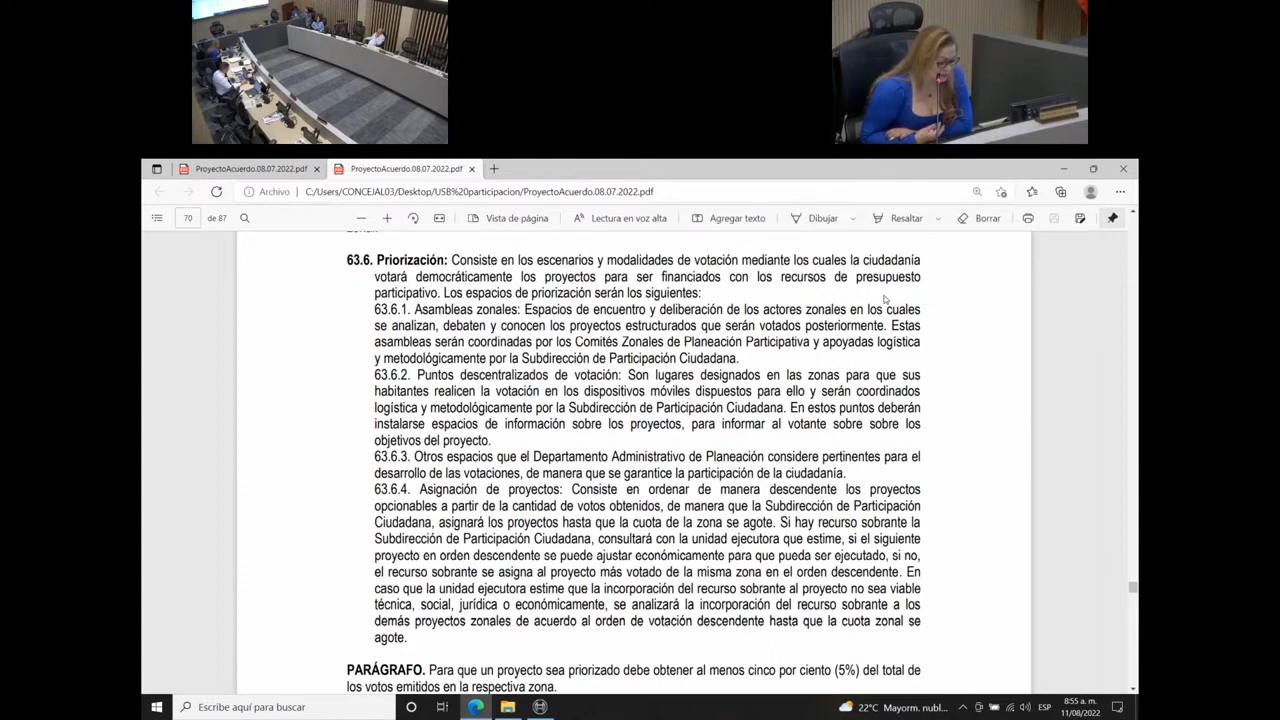 ProyectoAcuerdo.08.07.2022.pdf
ProyectoAcuerdo.08.07.2022.pdf
Archivo
C:/Users/CONCEJAL03/Desktop/USB%20participacion/ProyectoAcuerdo.08.07.2022.pdf
70 de 87
Vista de página
Lectura en voz alta
Agregar texto
Dibujar
Resaltar
Borrar
63.6. Priorización: Consiste en los escenarios y modalidades de votación mediante los cuales la ciudadanía
votará democráticamente los proyectos para ser financiados con los recursos de presupuesto
participativo. Los espacios de priorización serán los siguientes:
63.6.1. Asambleas zonales: Espacios de encuentro y deliberación de los actores zonales en los cuales
se analizan, debaten y conocen los proyectos estructurados que serán votados posteriormente. Estas
asambleas serán coordinadas por los Comités Zonales de Planeación Participativa y apoyadas logística
y metodológicamente por la Subdirección de Participación Ciudadana.
63.6.2. Puntos descentralizados de votación: Son lugares designados en las zonas para que sus
habitantes realicen la votación en los dispositivos móviles dispuestos para ello y serán coordinados
logística y metodológicamente por la Subdirección de Participación Ciudadana. En estos puntos deberán
instalarse espacios de información sobre los proyectos, para informar al votante sobre sobre los
objetivos del proyecto.
63.6.3. Otros espacios que el Departamento Administrativo de Planeación considere pertinentes para el
desarrollo de las votaciones, de manera que se garantice la participación de la ciudadanía.
63.6.4. Asignación de proyectos: Consiste en ordenar de manera descendente los proyectos
opcionables a partir de la cantidad de votos obtenidos, de manera que la Subdirección de Participación
Ciudadana, asignará los proyectos hasta que la cuota de la zona se agote. Si hay recurso sobrante la
Subdirección de Participación Ciudadana, consultará con la unidad ejecutora que estime, si el siguiente
proyecto en orden descendente se puede ajustar económicamente para que pueda ser ejecutado, si no,
el recurso sobrante se asigna al proyecto más votado de la misma zona en el orden descendente. En
caso que la unidad ejecutora estime que la incorporación del recurso sobrante al proyecto no sea viable
técnica, social, jurídica o económicamente, se analizará la incorporación del recurso sobrante a los
demás proyectos zonales de acuerdo al orden de votación descendente hasta que la cuota zonal se
agote.
PARÁGRAFO. Para que un proyecto sea priorizado debe obtener al menos cinco por ciento (5%) del total de
los votos emitidos en la respectiva zona.
Escribe aquí para buscar
22°C Mayorm. nubl...
ESP
8:55 a. m.
11/08/2022